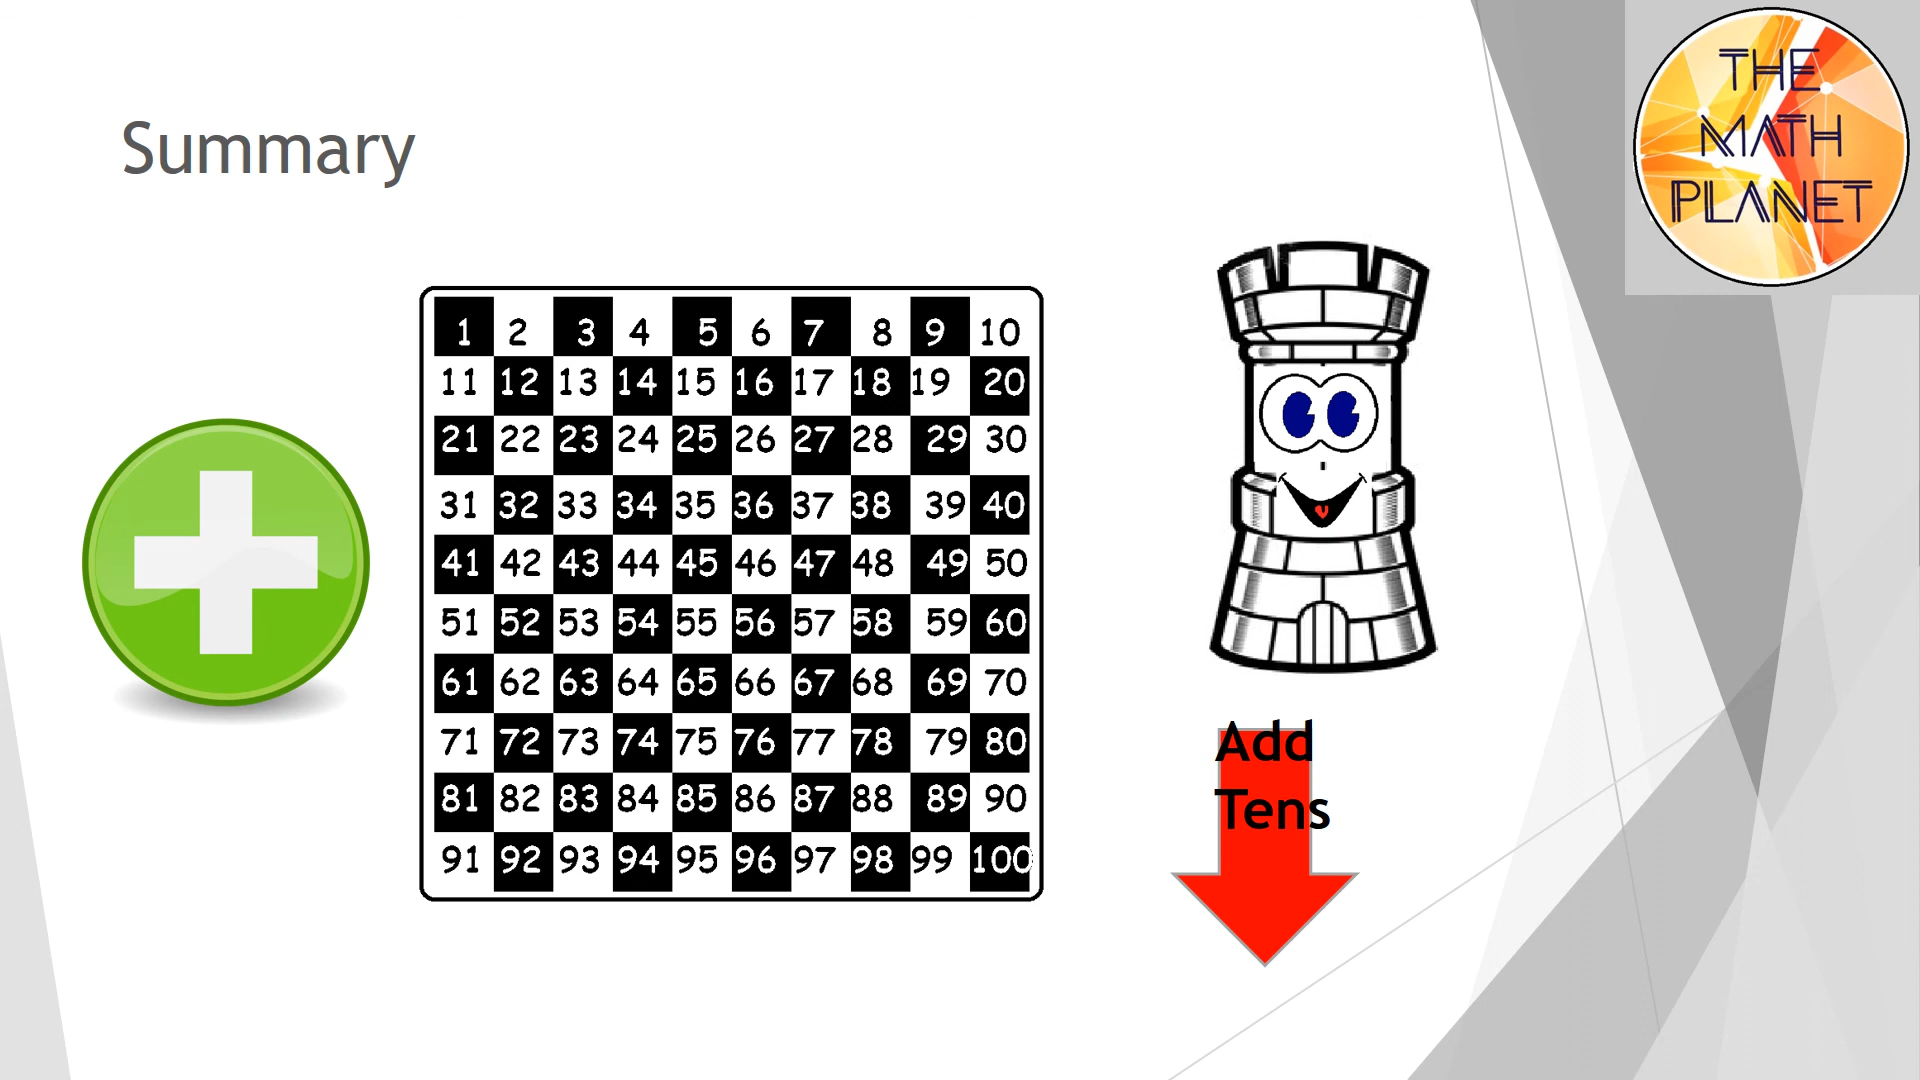 Summary
THE
MATH
PLANET
1 2 3 4 5 6 7 8 9 10
11 12 13 14 15 16 17 18 19 20
21 22 23 24 25 26 27 28 29 30
31 32 33 34 35 36 37 38 39 40
41 42 43 44 45 46 47 48 49 50
51 52 53 54 55 56 57 58 59 60
61 62 63 64 65 66 67 68 69 70
71 72 73 74 75 76 77 78 79 80
81 82 83 84 85 86 87 88 89 90
91 92 93 94 95 96 97 98 99 100
Add
Tens